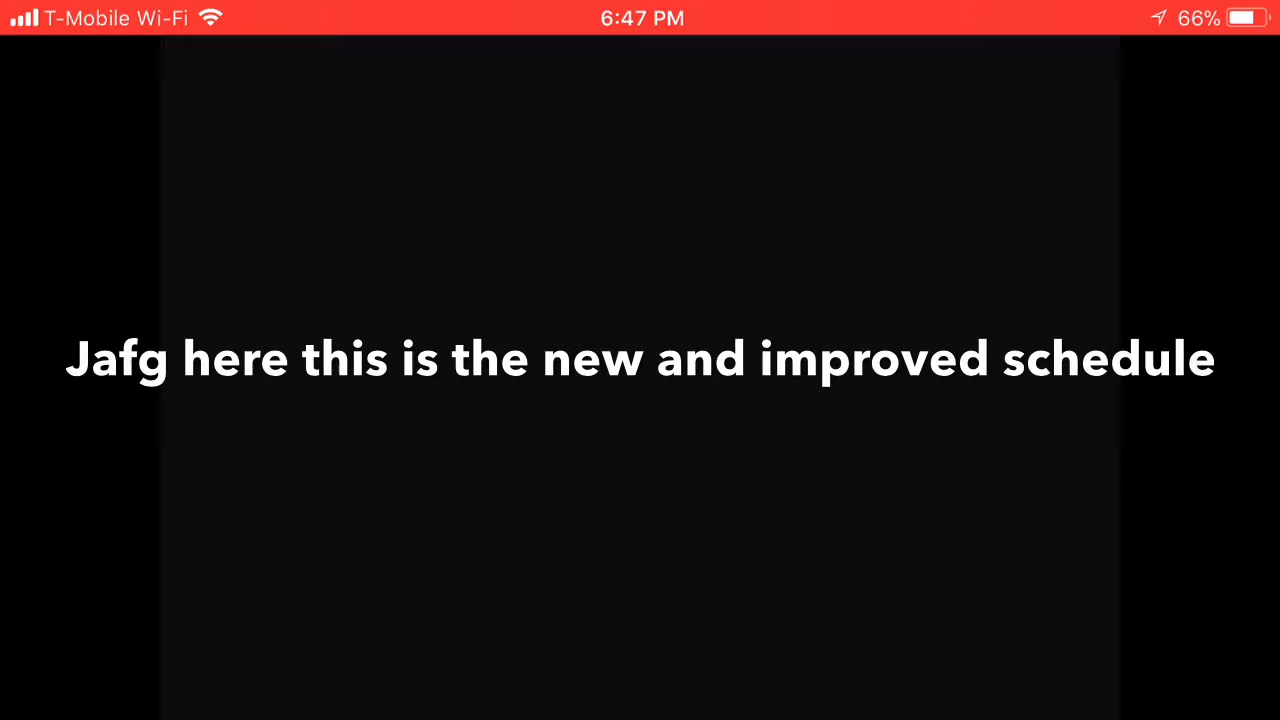 T-Mobile Wi-Fi 6:47 PM 66%
Jafg here this is the new and improved schedule